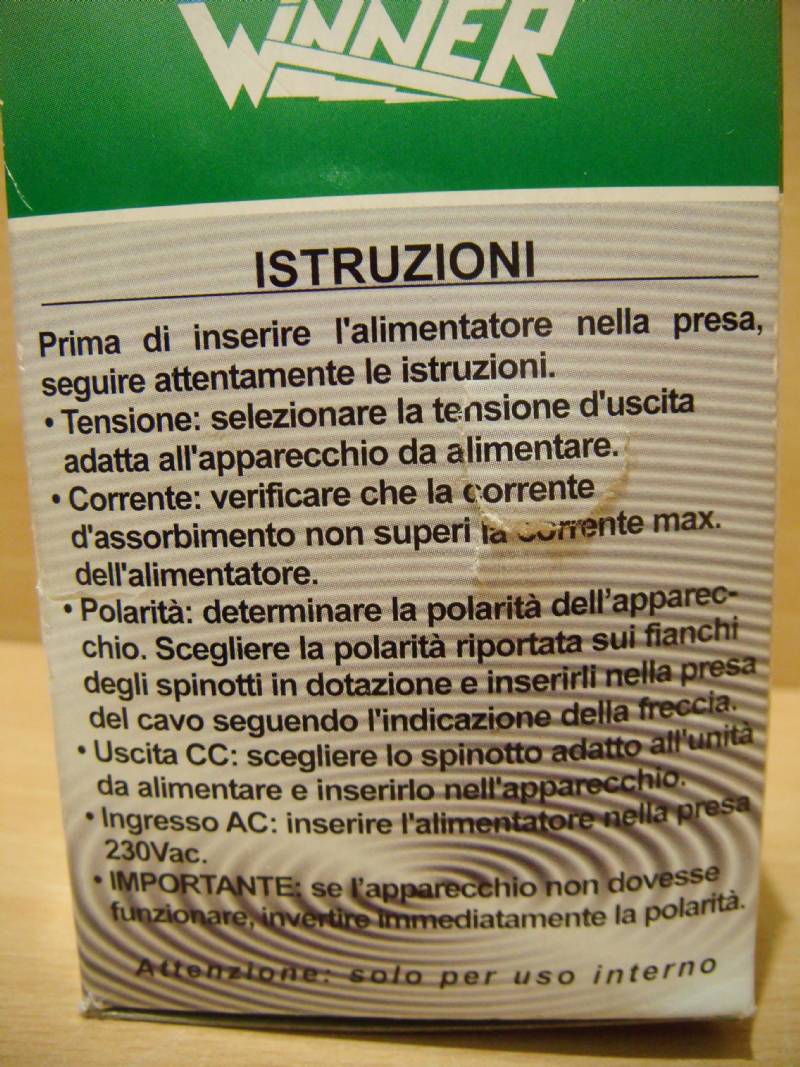 WINNER
ISTRUZIONI
Prima di inserire l'alimentatore nella presa,
seguire attentamente le istruzioni.
• Tensione: selezionare la tensione d'uscita
adatta all'apparecchio da alimentare.
• Corrente: verificare che la corrente
d'assorbimento non superi la corrente max.
dell'alimentatore.
• Polarità: determinare la polarità dell'apparec-
chio. Scegliere la polarità riportata sui fianchi
degli spinotti in dotazione e inserirli nella presa
del cavo seguendo l'indicazione della freccia.
• Uscita CC: scegliere lo spinotto adatto all'unità
da alimentare e inserirlo nell'apparecchio.
• Ingresso AC: inserire l'alimentatore nella presa
230Vac.
• IMPORTANTE: se l'apparecchio non dovesse
funzionare, invertire immediatamente la polarità.
Attenzione: solo per uso interno